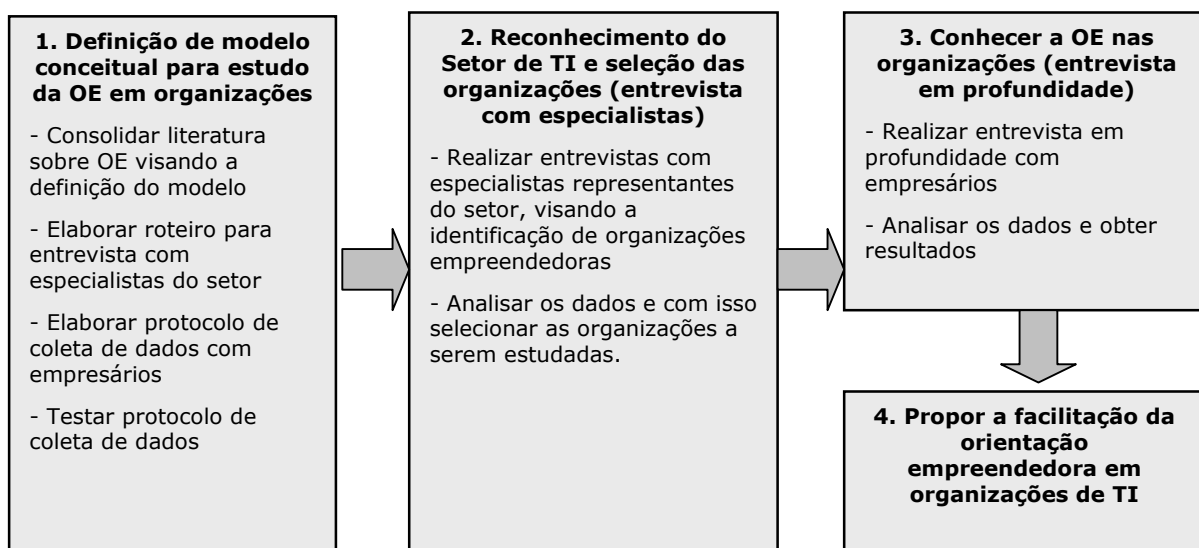 1. Definição de modelo
conceitual para estudo
da OE em organizações
- Consolidar literatura
sobre OE visando a
definição do modelo
- Elaborar roteiro para
entrevista com
especialistas do setor
- Elaborar protocolo de
coleta de dados com
empresários
- Testar protocolo de
coleta de dados
2. Reconhecimento do
Setor de TI e seleção das
organizações (entrevista
com especialistas)
- Realizar entrevistas com
especialistas representantes
do setor, visando a
identificação de organizações
empreendedoras
- Analisar os dados e com isso
selecionar as organizações a
serem estudadas.
3. Conhecer a OE nas
organizações (entrevista
em profundidade)
- Realizar entrevista em
profundidade com
empresários
- Analisar os dados e obter
resultados
4. Propor a facilitação da
orientação
empreendedora em
organizações de TI